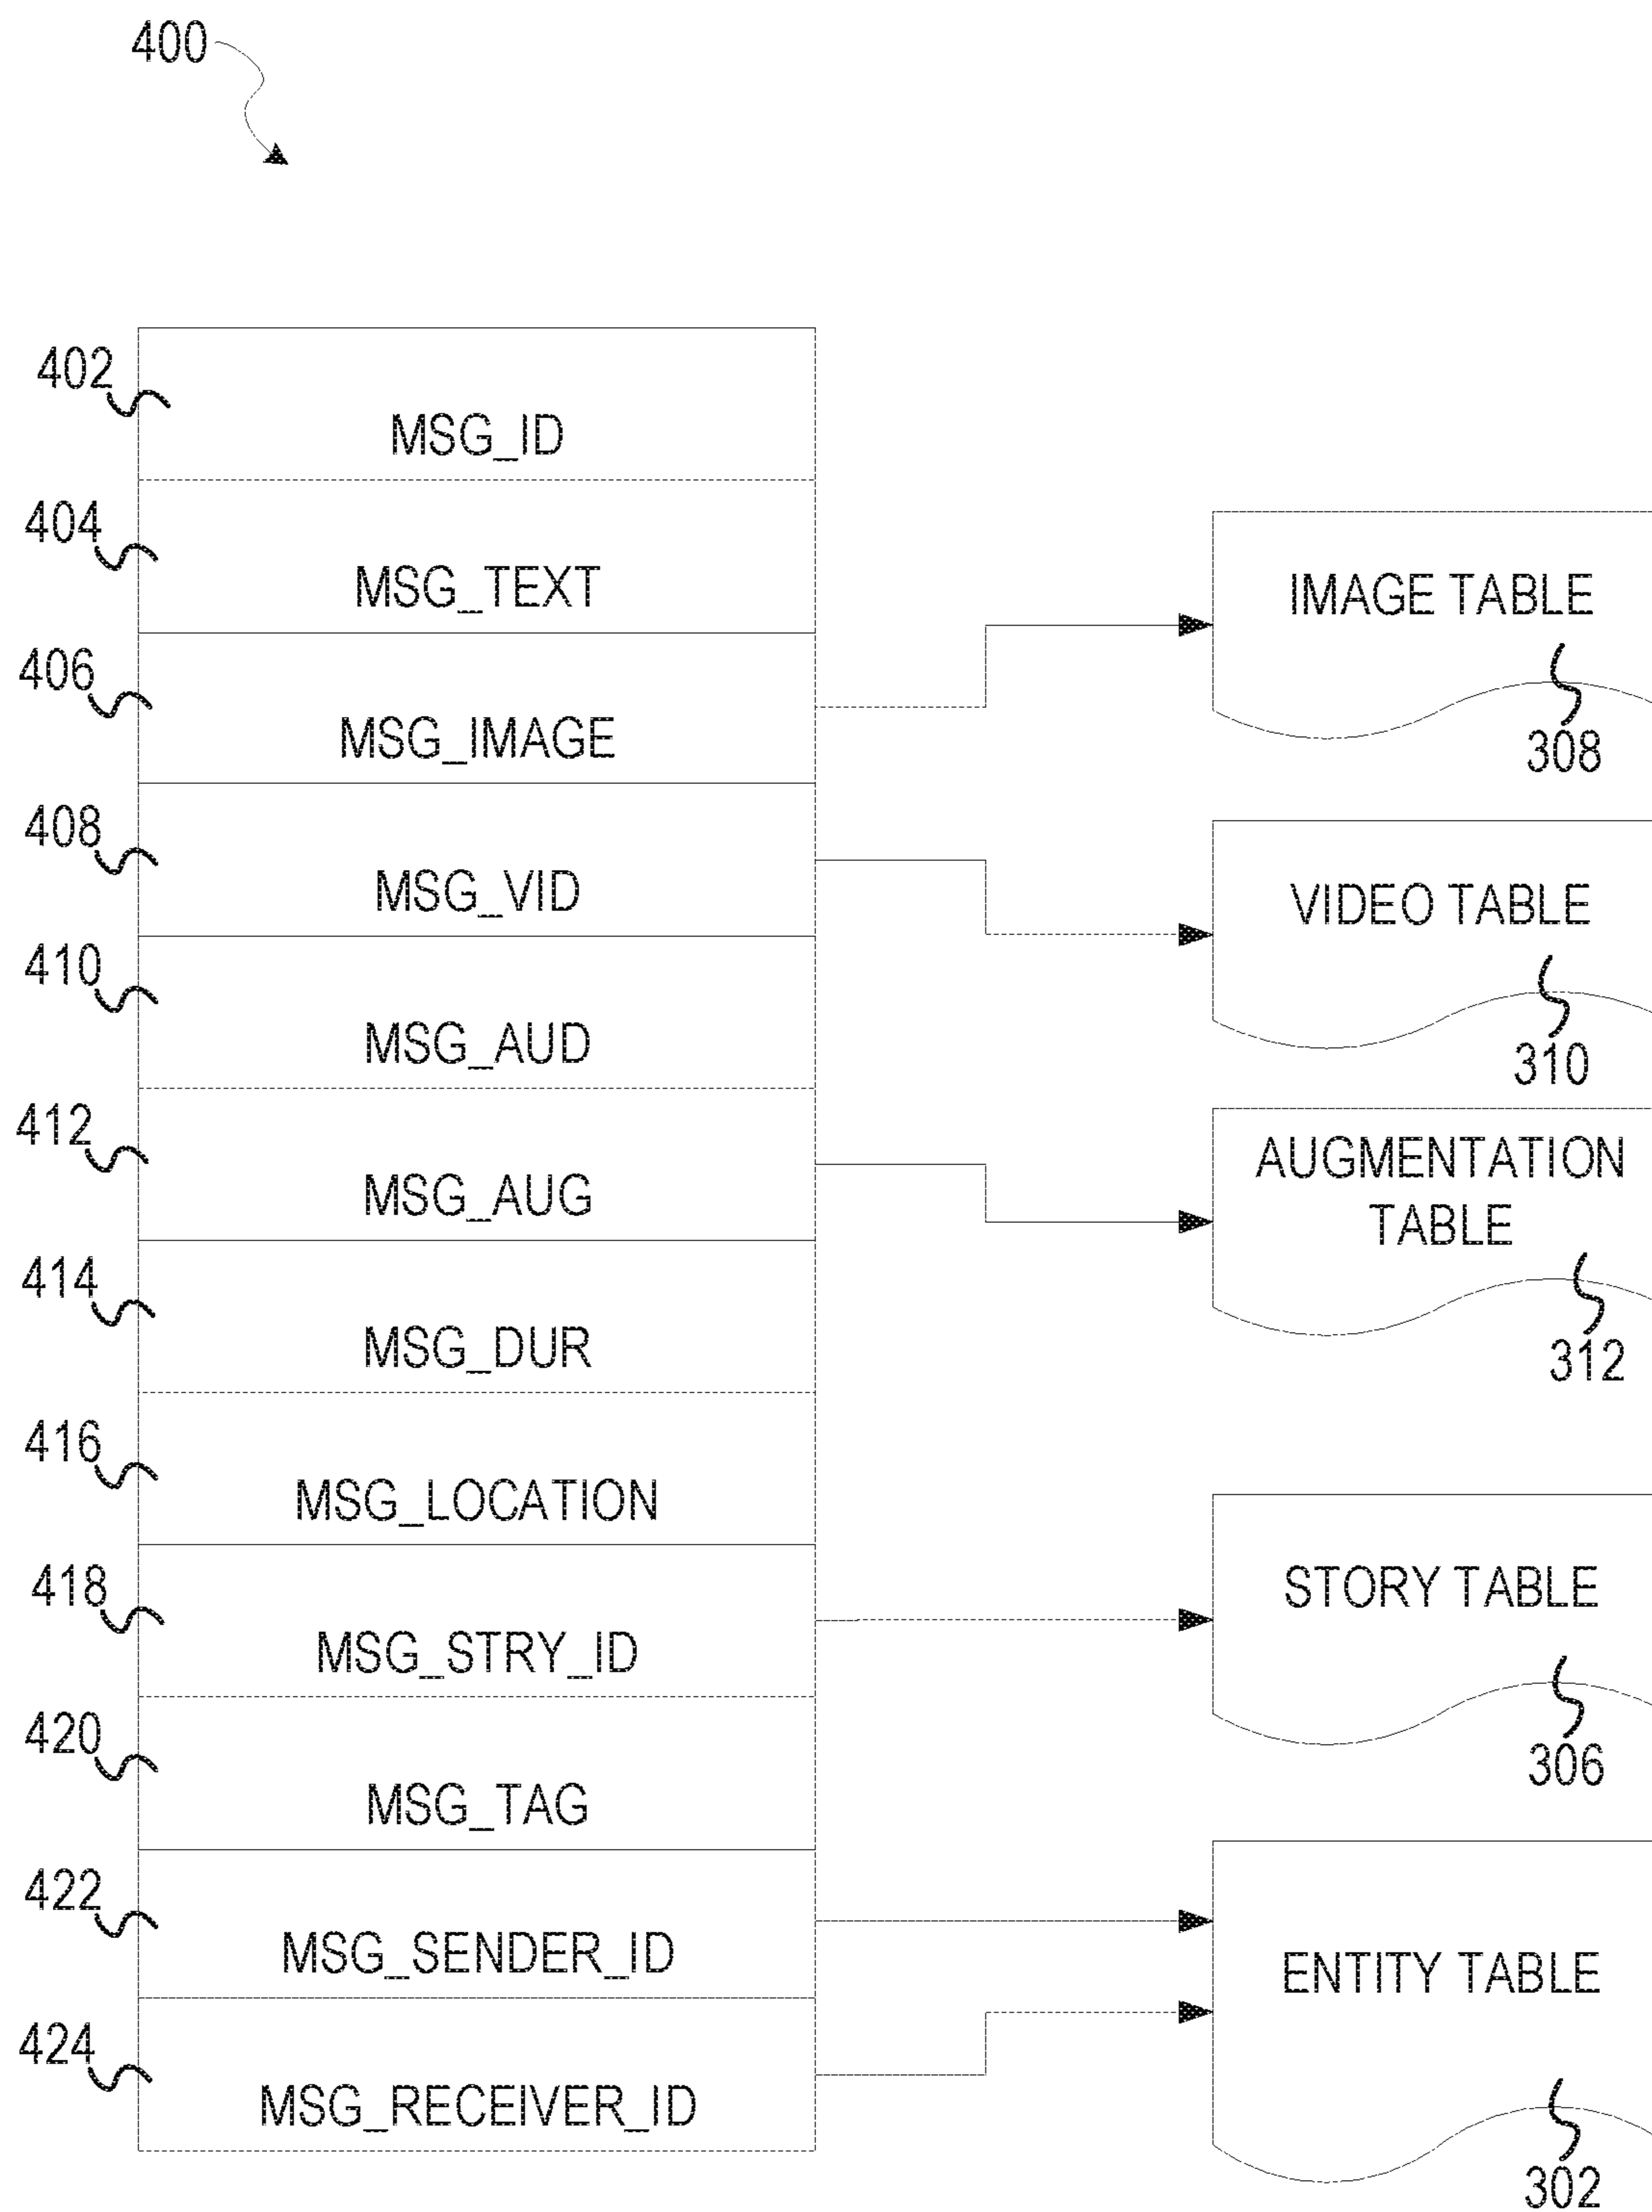 400
402
MSG_ID
404
MSG_TEXT
406
MSG_IMAGE
IMAGE TABLE
308
408
MSG_VID
VIDEO TABLE
310
410
MSG_AUD
412
MSG_AUG
AUGMENTATION
TABLE
312
414
MSG_DUR
416
MSG_LOCATION
418
MSG_STRY_ID
STORY TABLE
306
420
MSG_TAG
422
MSG_SENDER_ID
ENTITY TABLE
302
424
MSG_RECEIVER_ID